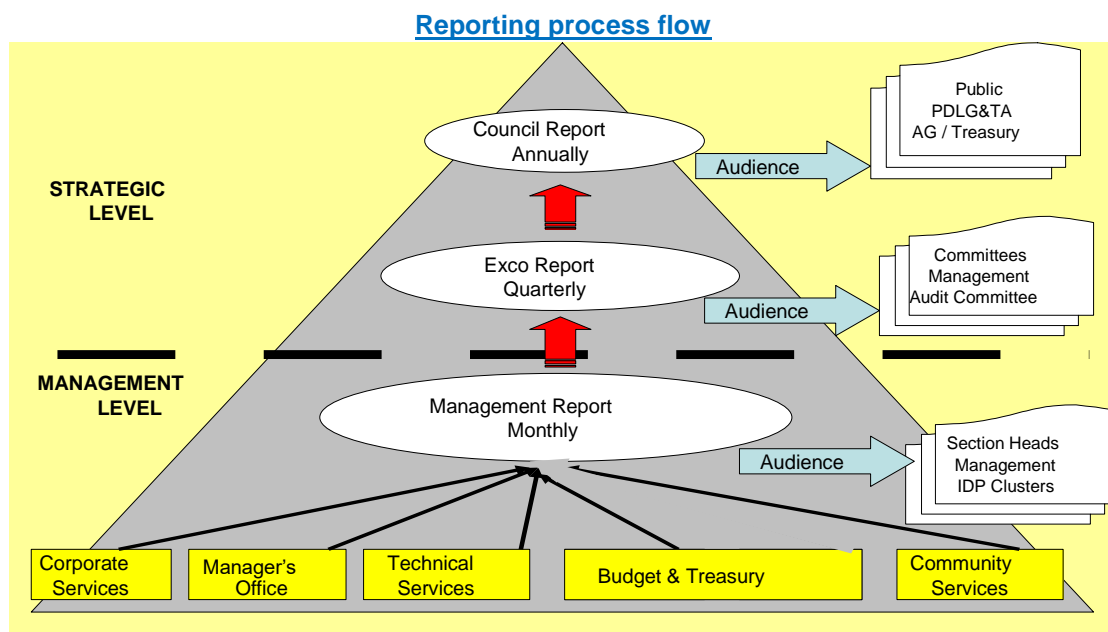 Reporting process flow
Council Report
Annually
Audience
Public
PDLG&TA
AG / Treasury
STRATEGIC
LEVEL
Exco Report
Quarterly
Audience
Committees
Management
Audit Committee
MANAGEMENT
LEVEL
Management Report
Monthly
Audience
Section Heads
Management
IDP Clusters
Corporate
Services
Manager's
Office
Technical
Services
Budget & Treasury
Community
Services